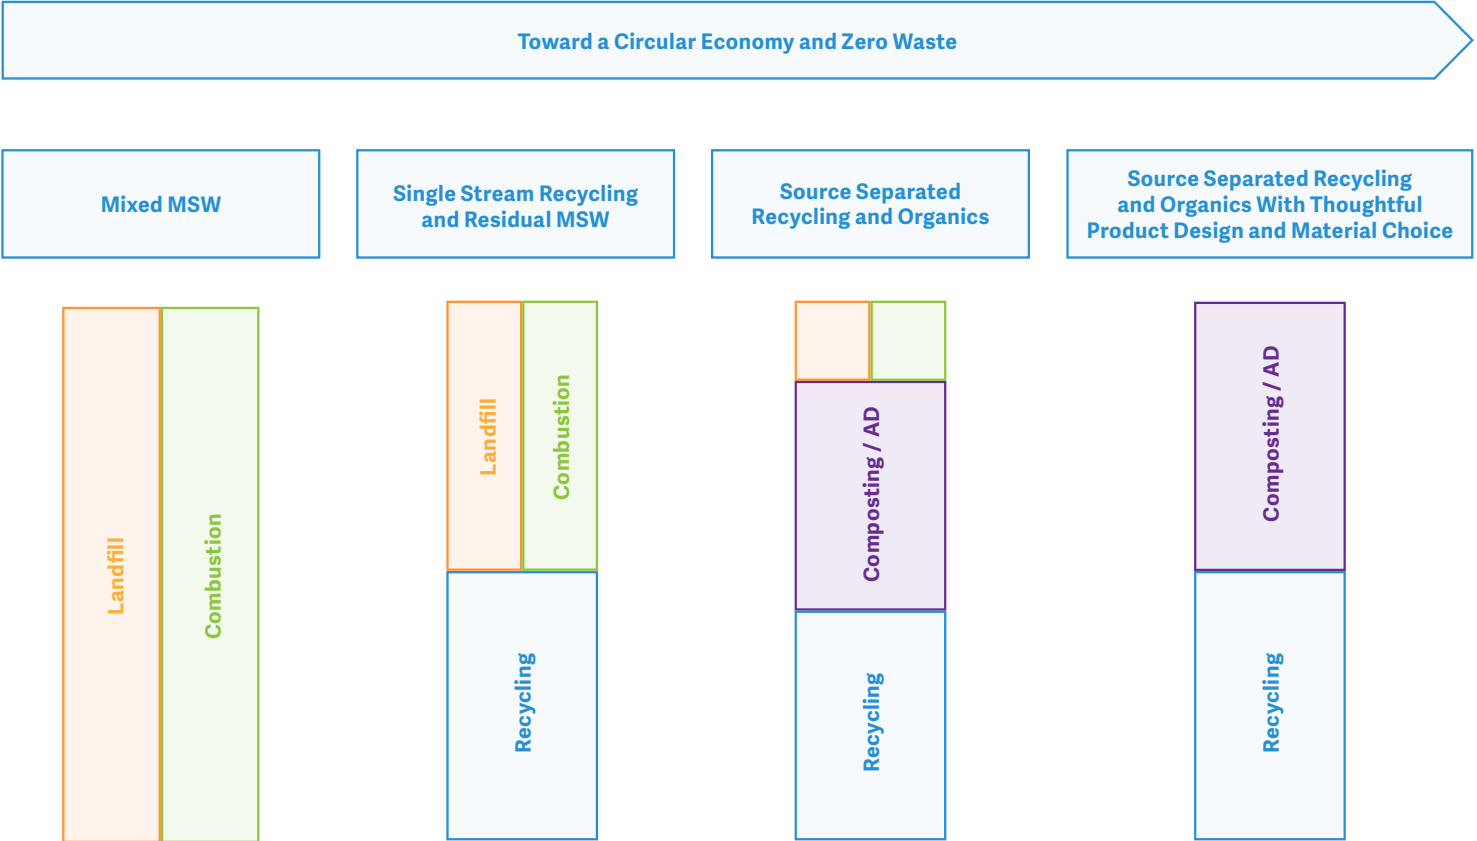 Toward a Circular Economy and Zero Waste
Mixed MSW
Single Stream Recycling
and Residual MSW
Source Separated
Recycling and Organics
Source Separated Recycling
and Organics With Thoughtful
Product Design and Material Choice
Landfill
Combustion
Landfill
Combustion
Recycling
Composting / AD
Recycling
Composting / AD
Recycling